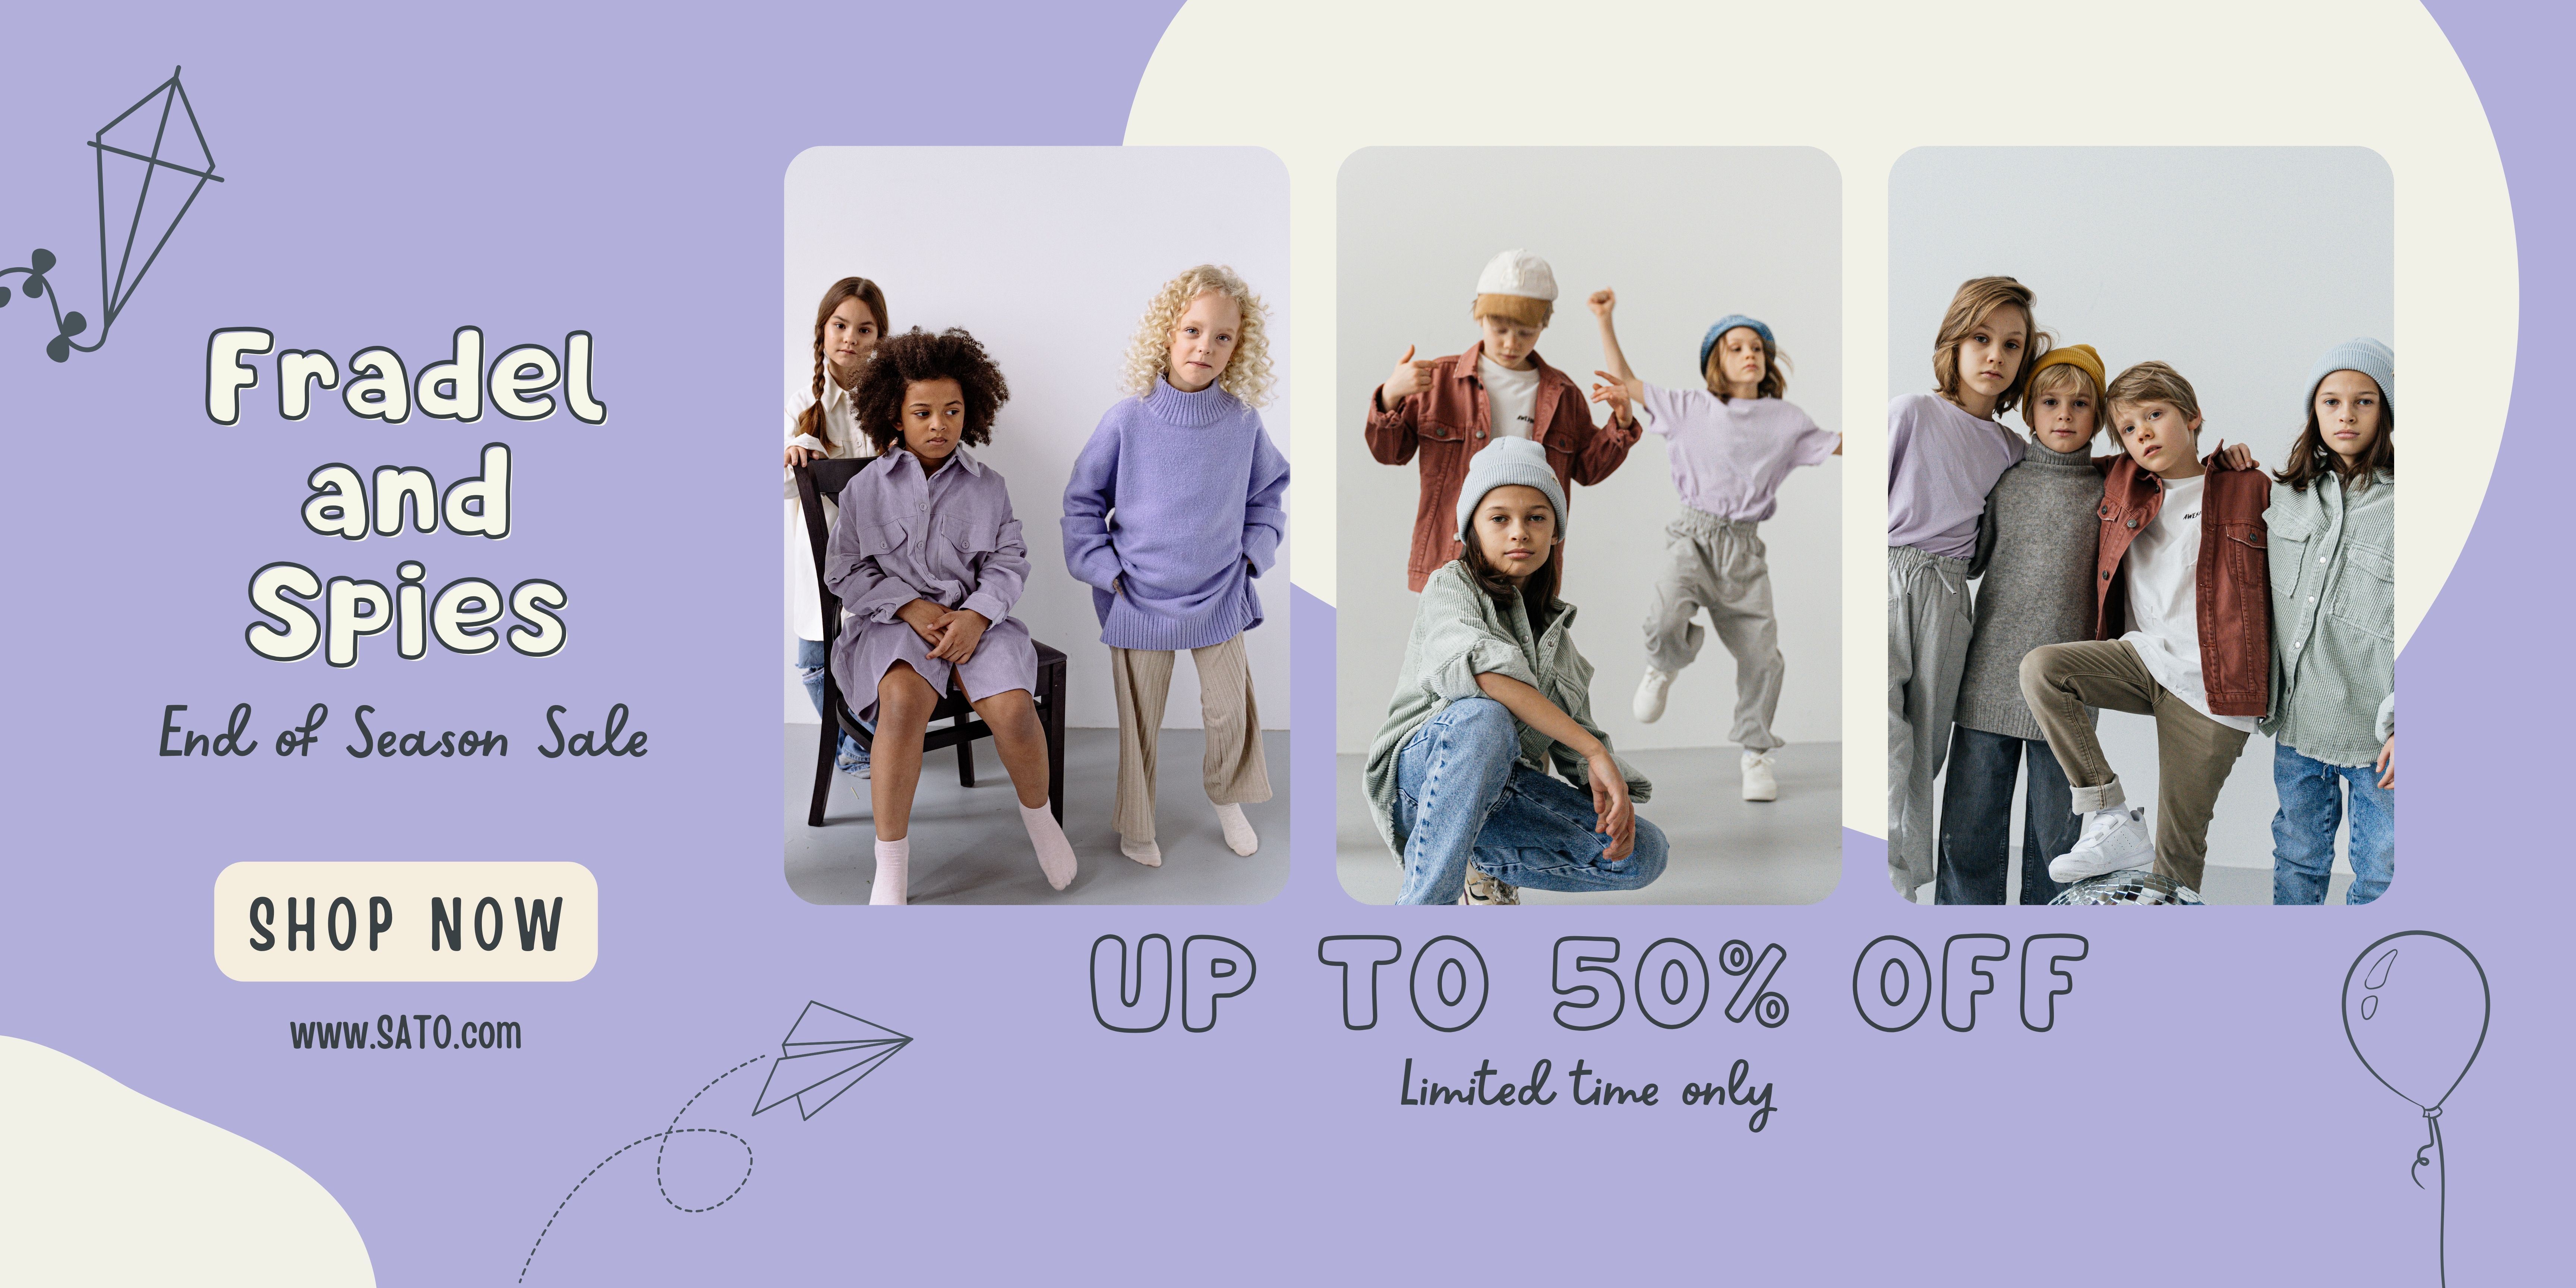 Fradel
and
Spies
End of Season Sale
SHOP NOW
www.SATO.com
UP TO 50% OFF
Limited time only